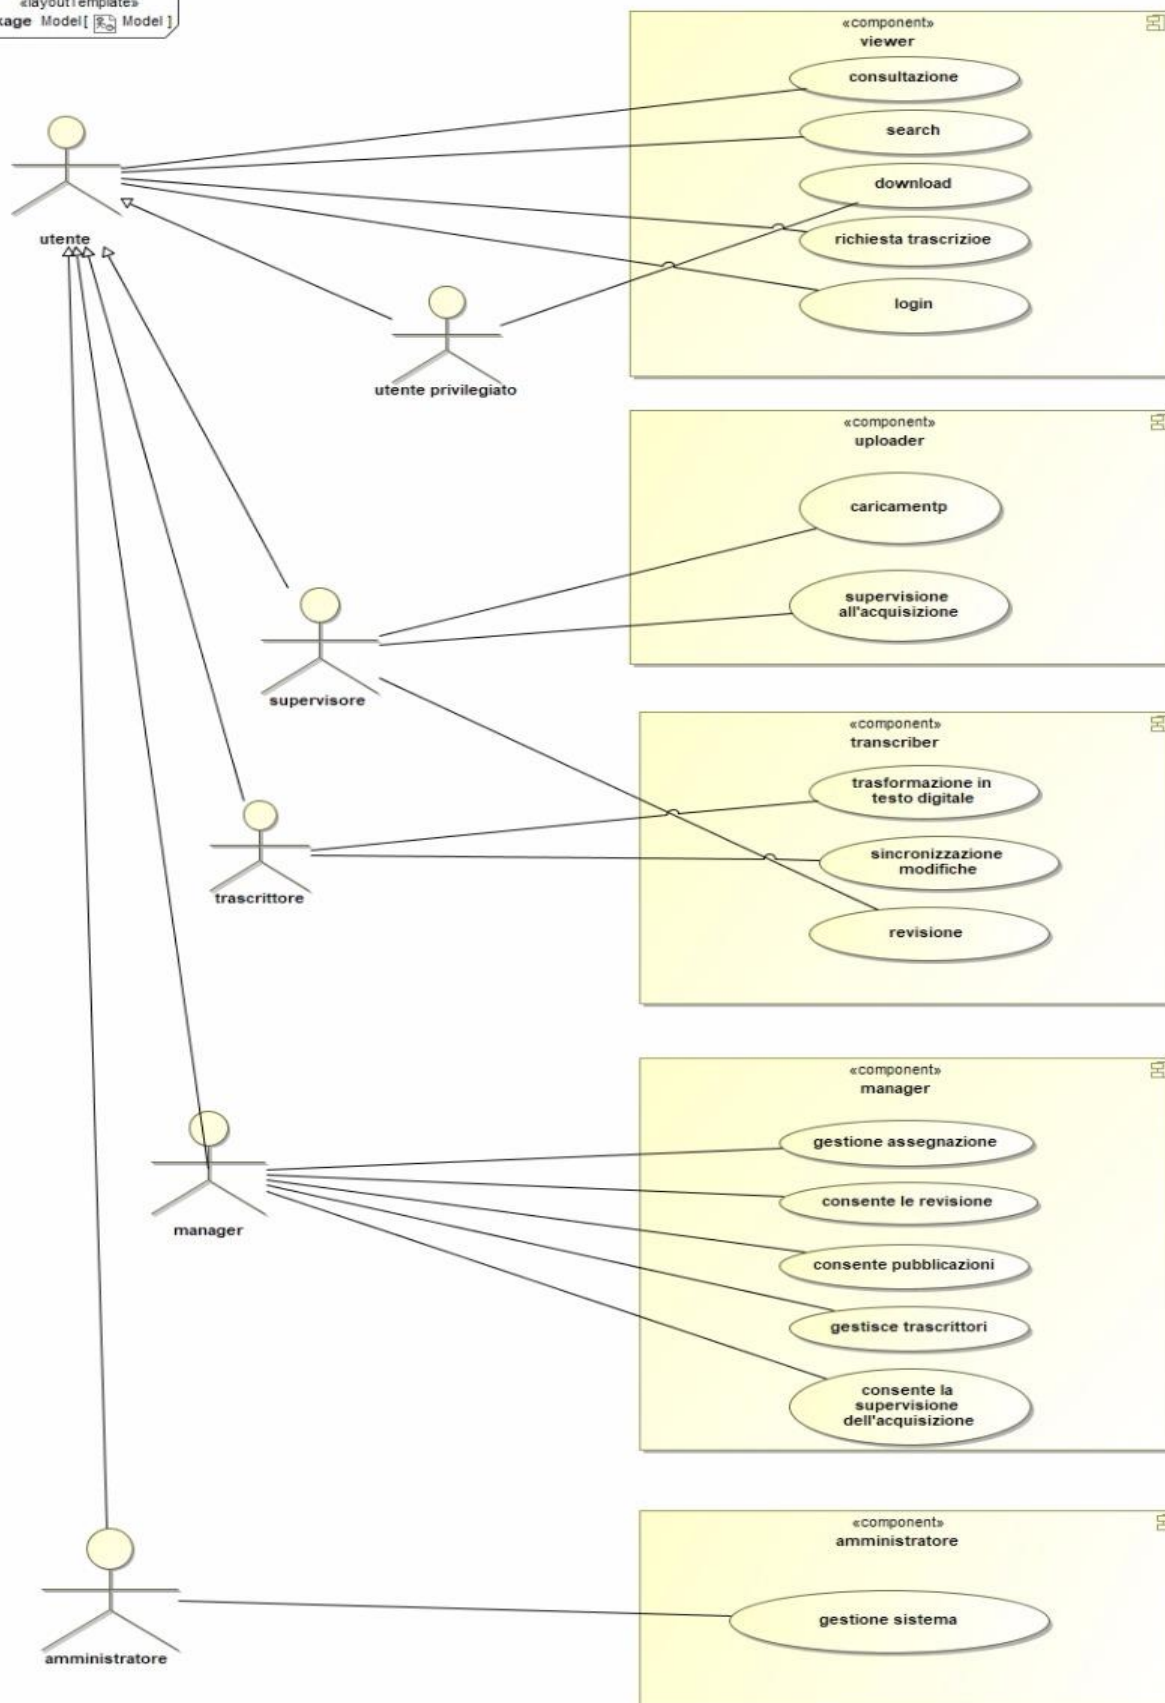 «layoutTemplate»
kage Model[ Model ]
«component»
viewer
consultazione
search
download
richiesta trascrizioe
login
utente
utente privilegiato
«component»
uploader
caricamentp
supervisione
all'acquisizione
supervisore
«component»
transcriber
trasformazione in
testo digitale
sincronizzazione
modifiche
revisione
trascrittore
«component»
manager
gestione assegnazione
consente le revisione
consente pubblicazioni
gestisce trascrittori
consente la
supervisione
dell'acquisizione
manager
«component»
amministratore
gestione sistema
amministratore